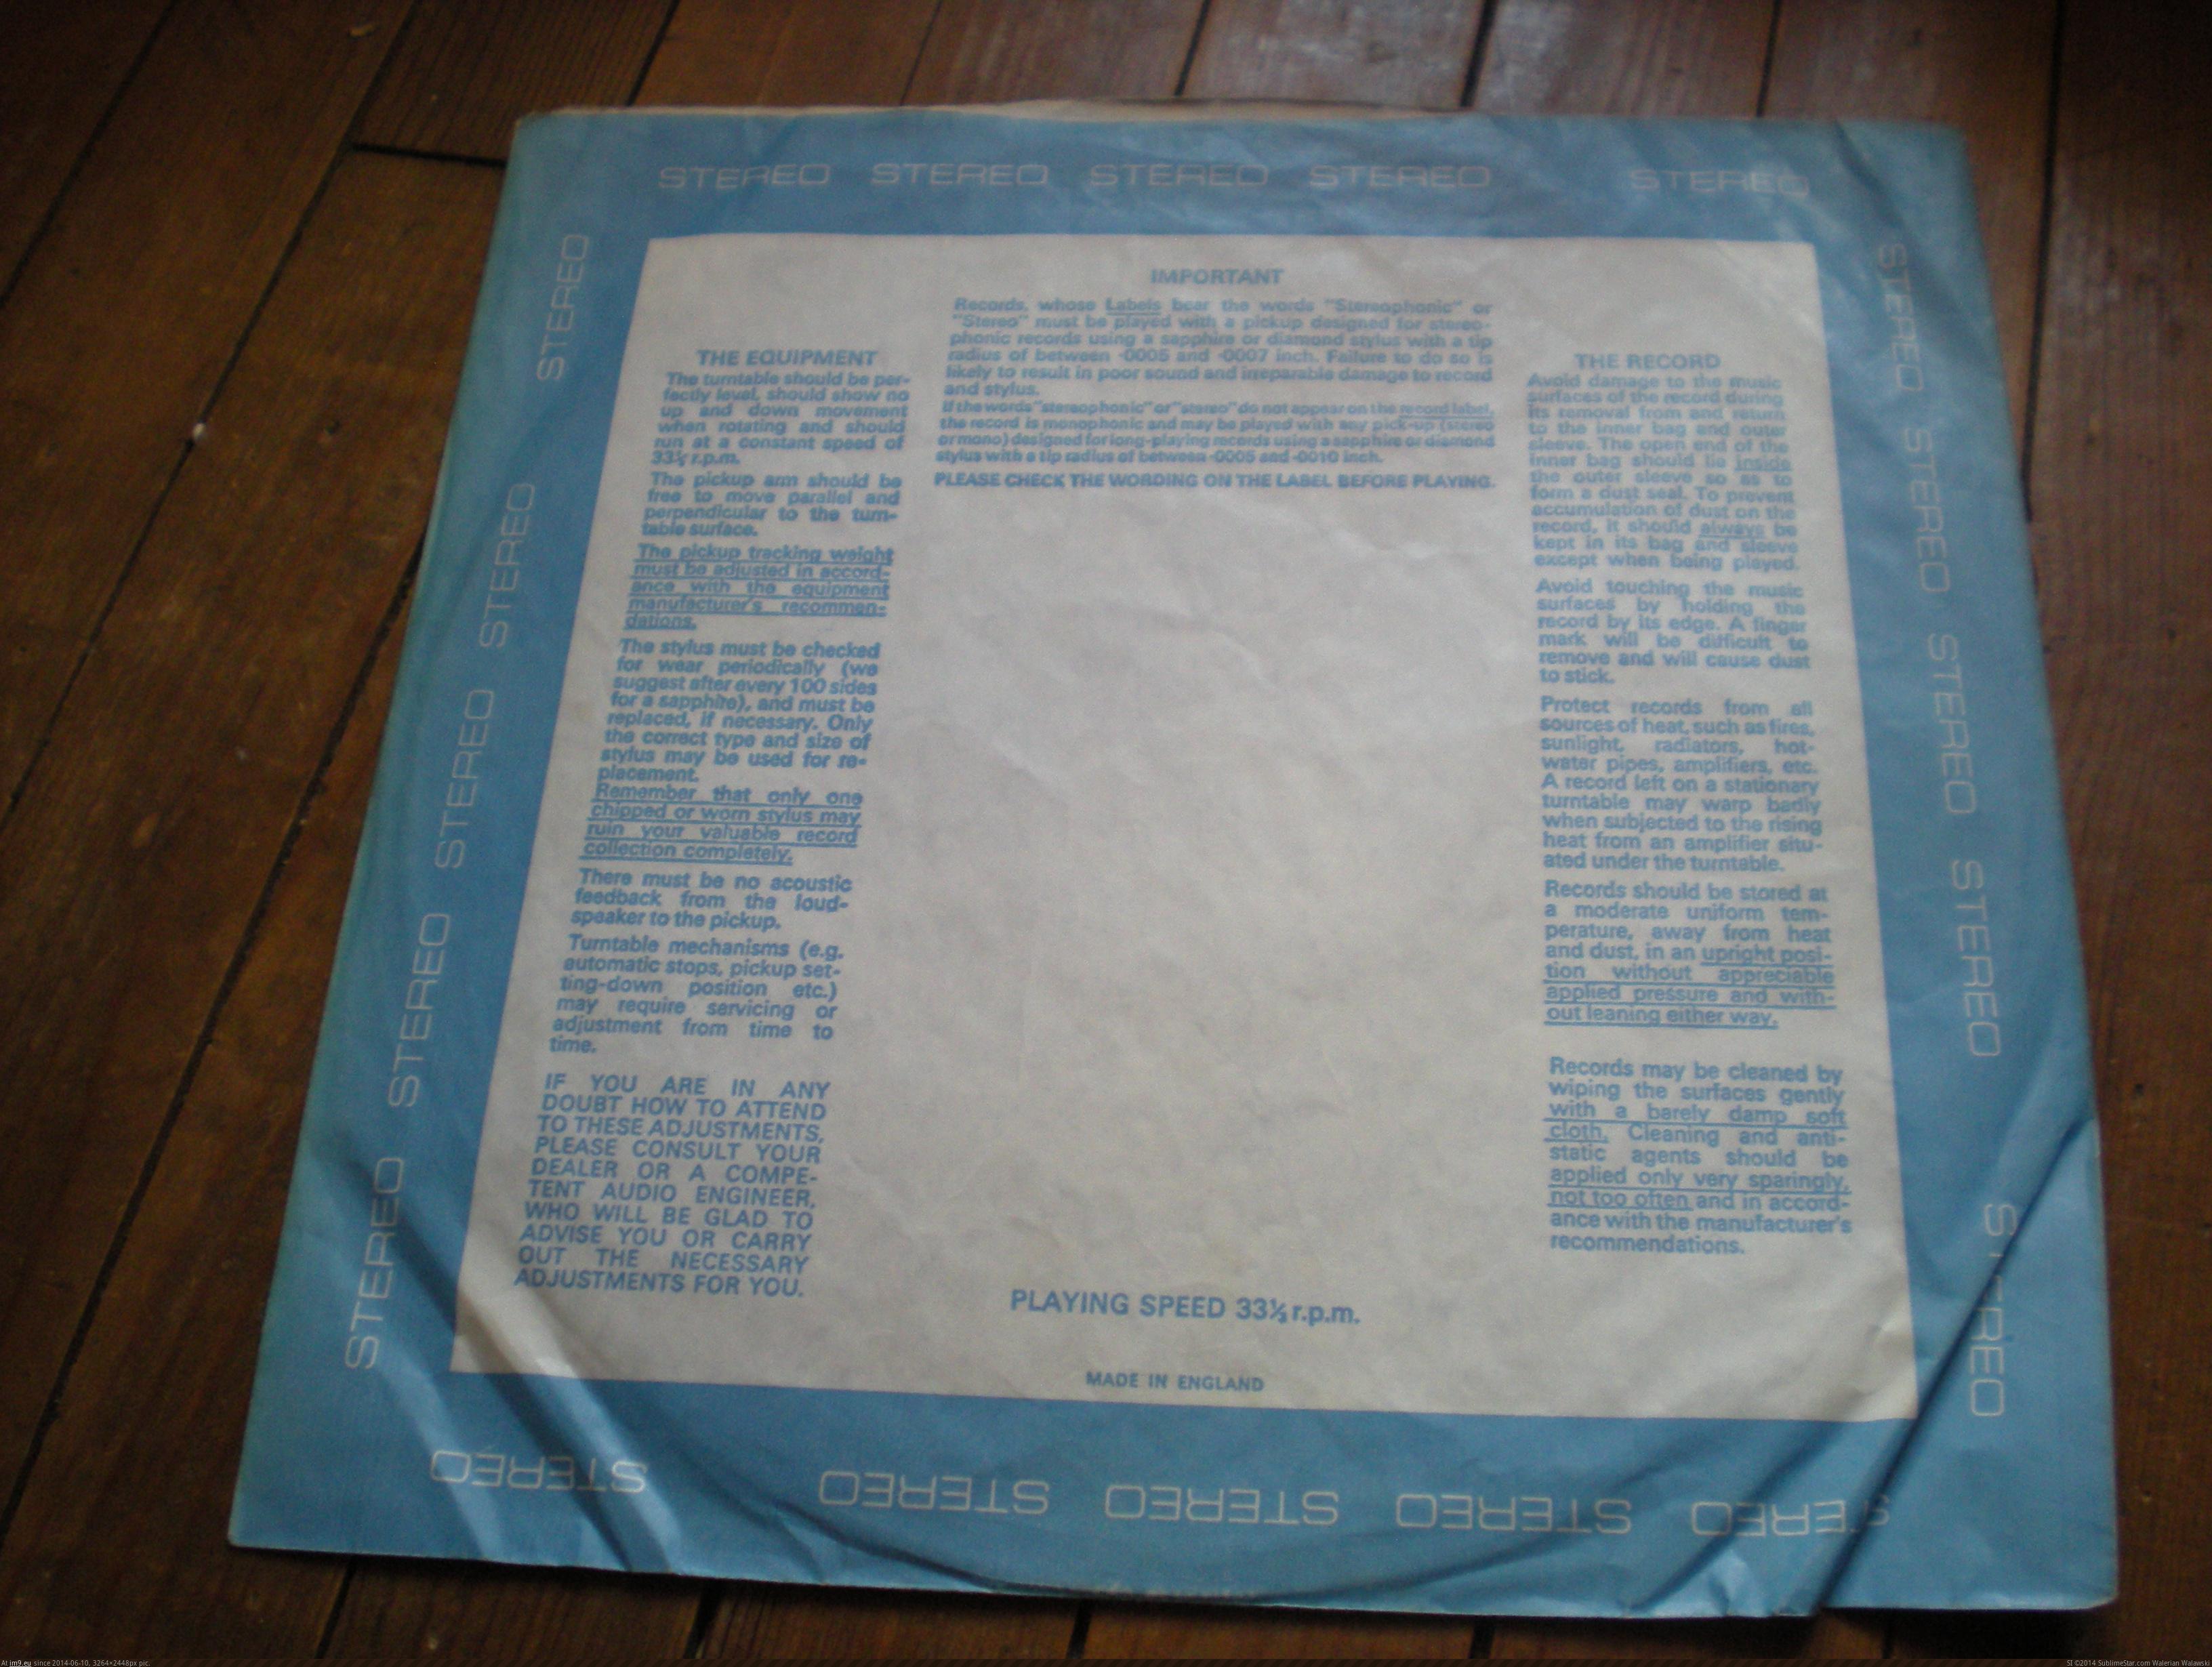 STEREO STEREO STEREO STEREO STEREO
STEREO
STEREO
STEREO
STEREO
STEREO
IMPORTANT
Records, whose Labels bear the words "Stereophonic" or
"Stereo" must be played with a pickup designed for stereo-
phonic records using a sapphire or diamond stylus with a tip
radius of between ·0005 and ·0007 inch. Failure to do so is
likely to result in poor sound and irreparable damage to record
and stylus.
If the words "stereophonic" or "stereo" do not appear on the record label,
the record is monophonic and may be played with any pick-up (stereo
or mono) designed for long-playing records using a sapphire or diamond
stylus with a tip radius of between ·0005 and ·0010 inch.
PLEASE CHECK THE WORDING ON THE LABEL BEFORE PLAYING.
THE EQUIPMENT
The turntable should be per-
fectly level, should show no
up and down movement
when rotating and should
run at a constant speed of
33⅓ r.p.m.
The pickup arm should be
free to move parallel and
perpendicular to the turn-
table surface.
The pickup tracking weight
must be adjusted in accord-
ance with the equipment
manufacturer's recommen-
dations.
The stylus must be checked
for wear periodically (we
suggest after every 100 sides
for a sapphire), and must be
replaced, if necessary. Only
the correct type and size of
stylus may be used for re-
placement.
Remember that only one
chipped or worn stylus may
ruin your valuable record
collection completely.
There must be no acoustic
feedback from the loud-
speaker to the pickup.
Turntable mechanisms (e.g.
automatic stops, pickup set-
ting-down position etc.)
may require servicing or
adjustment from time to
time.
IF YOU ARE IN ANY
DOUBT HOW TO ATTEND
TO THESE ADJUSTMENTS,
PLEASE CONSULT YOUR
DEALER OR A COMPE-
TENT AUDIO ENGINEER,
WHO WILL BE GLAD TO
ADVISE YOU OR CARRY
OUT THE NECESSARY
ADJUSTMENTS FOR YOU.
THE RECORD
Avoid damage to the music
surfaces of the record during
its removal from and return
to the inner bag and outer
sleeve. The open end of the
inner bag should lie inside
the outer sleeve so as to
form a dust seal. To prevent
accumulation of dust on the
record, it should always be
kept in its bag and sleeve
except when being played.
Avoid touching the music
surfaces by holding the
record by its edge. A finger
mark will be difficult to
remove and will cause dust
to stick.
Protect records from all
sources of heat, such as fires,
sunlight, radiators, hot-
water pipes, amplifiers, etc.
A record left on a stationary
turntable may warp badly
when subjected to the rising
heat from an amplifier situ-
ated under the turntable.
Records should be stored at
a moderate uniform tem-
perature, away from heat
and dust, in an upright posi-
tion without appreciable
applied pressure and with-
out leaning either way.
Records may be cleaned by
wiping the surfaces gently
with a barely damp soft
cloth. Cleaning and anti-
static agents should be
applied only very sparingly,
not too often and in accord-
ance with the manufacturer's
recommendations.
PLAYING SPEED 33⅓ r.p.m.
MADE IN ENGLAND
STEREO
STEREO
STEREO
STEREO
STEREO
STEREO STEREO STEREO STEREO STEREO
At im9.eu since 2014-06-10, 3264×2448px pic.
SI ©2014 SublimeStar.com Walerian Walawski